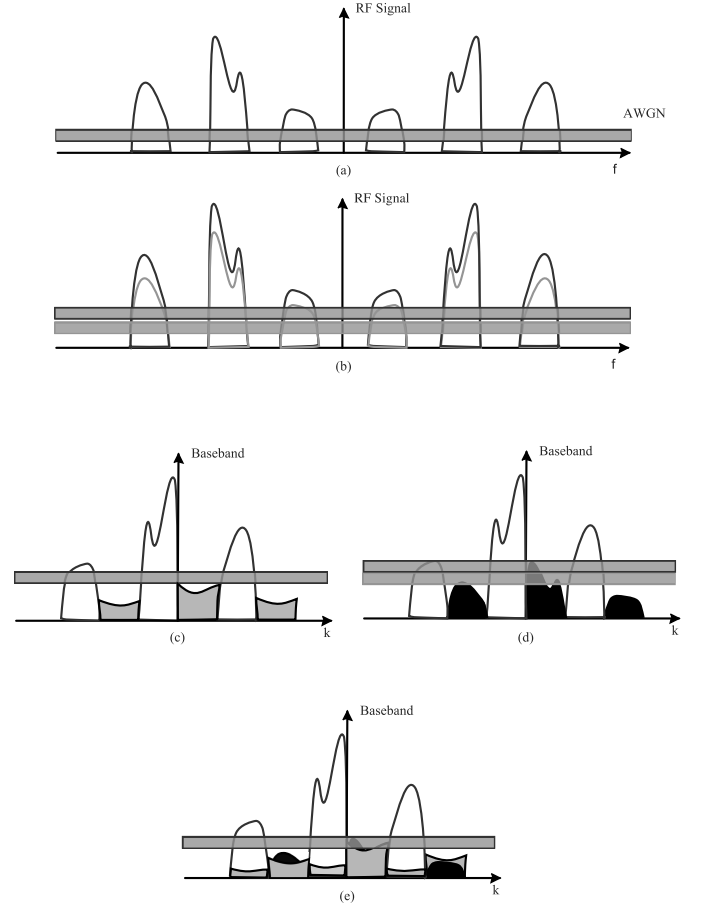 RF Signal
AWGN
(a)
f
RF Signal
(b)
f
Baseband
k
(c)
Baseband
k
(d)
Baseband
k
(e)